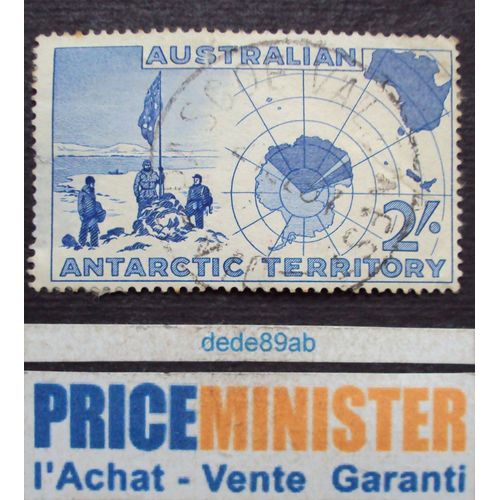 AUSTRALIAN
2/-
ANTARCTIC TERRITORY
dede89ab
PRICEMINISTER
l'Achat - Vente Garanti